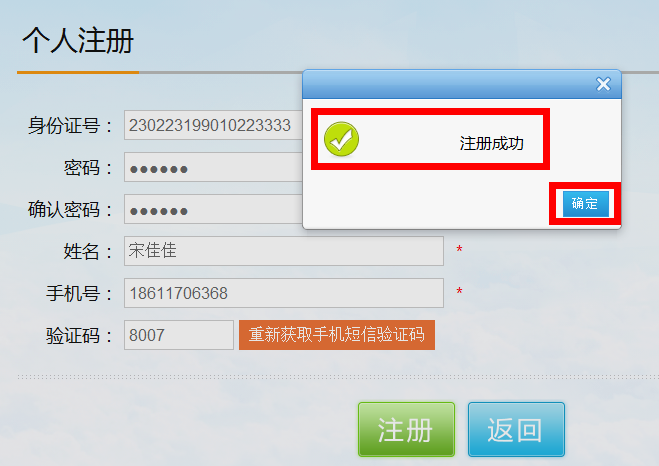 个人注册
身份证号： 230223199010223333
密码： ●●●●●●
确认密码： ●●●●●●
姓名： 宋佳佳 *
手机号： 18611706368 *
验证码： 8007 重新获取手机短信验证码
注册成功
确定
注册 返回